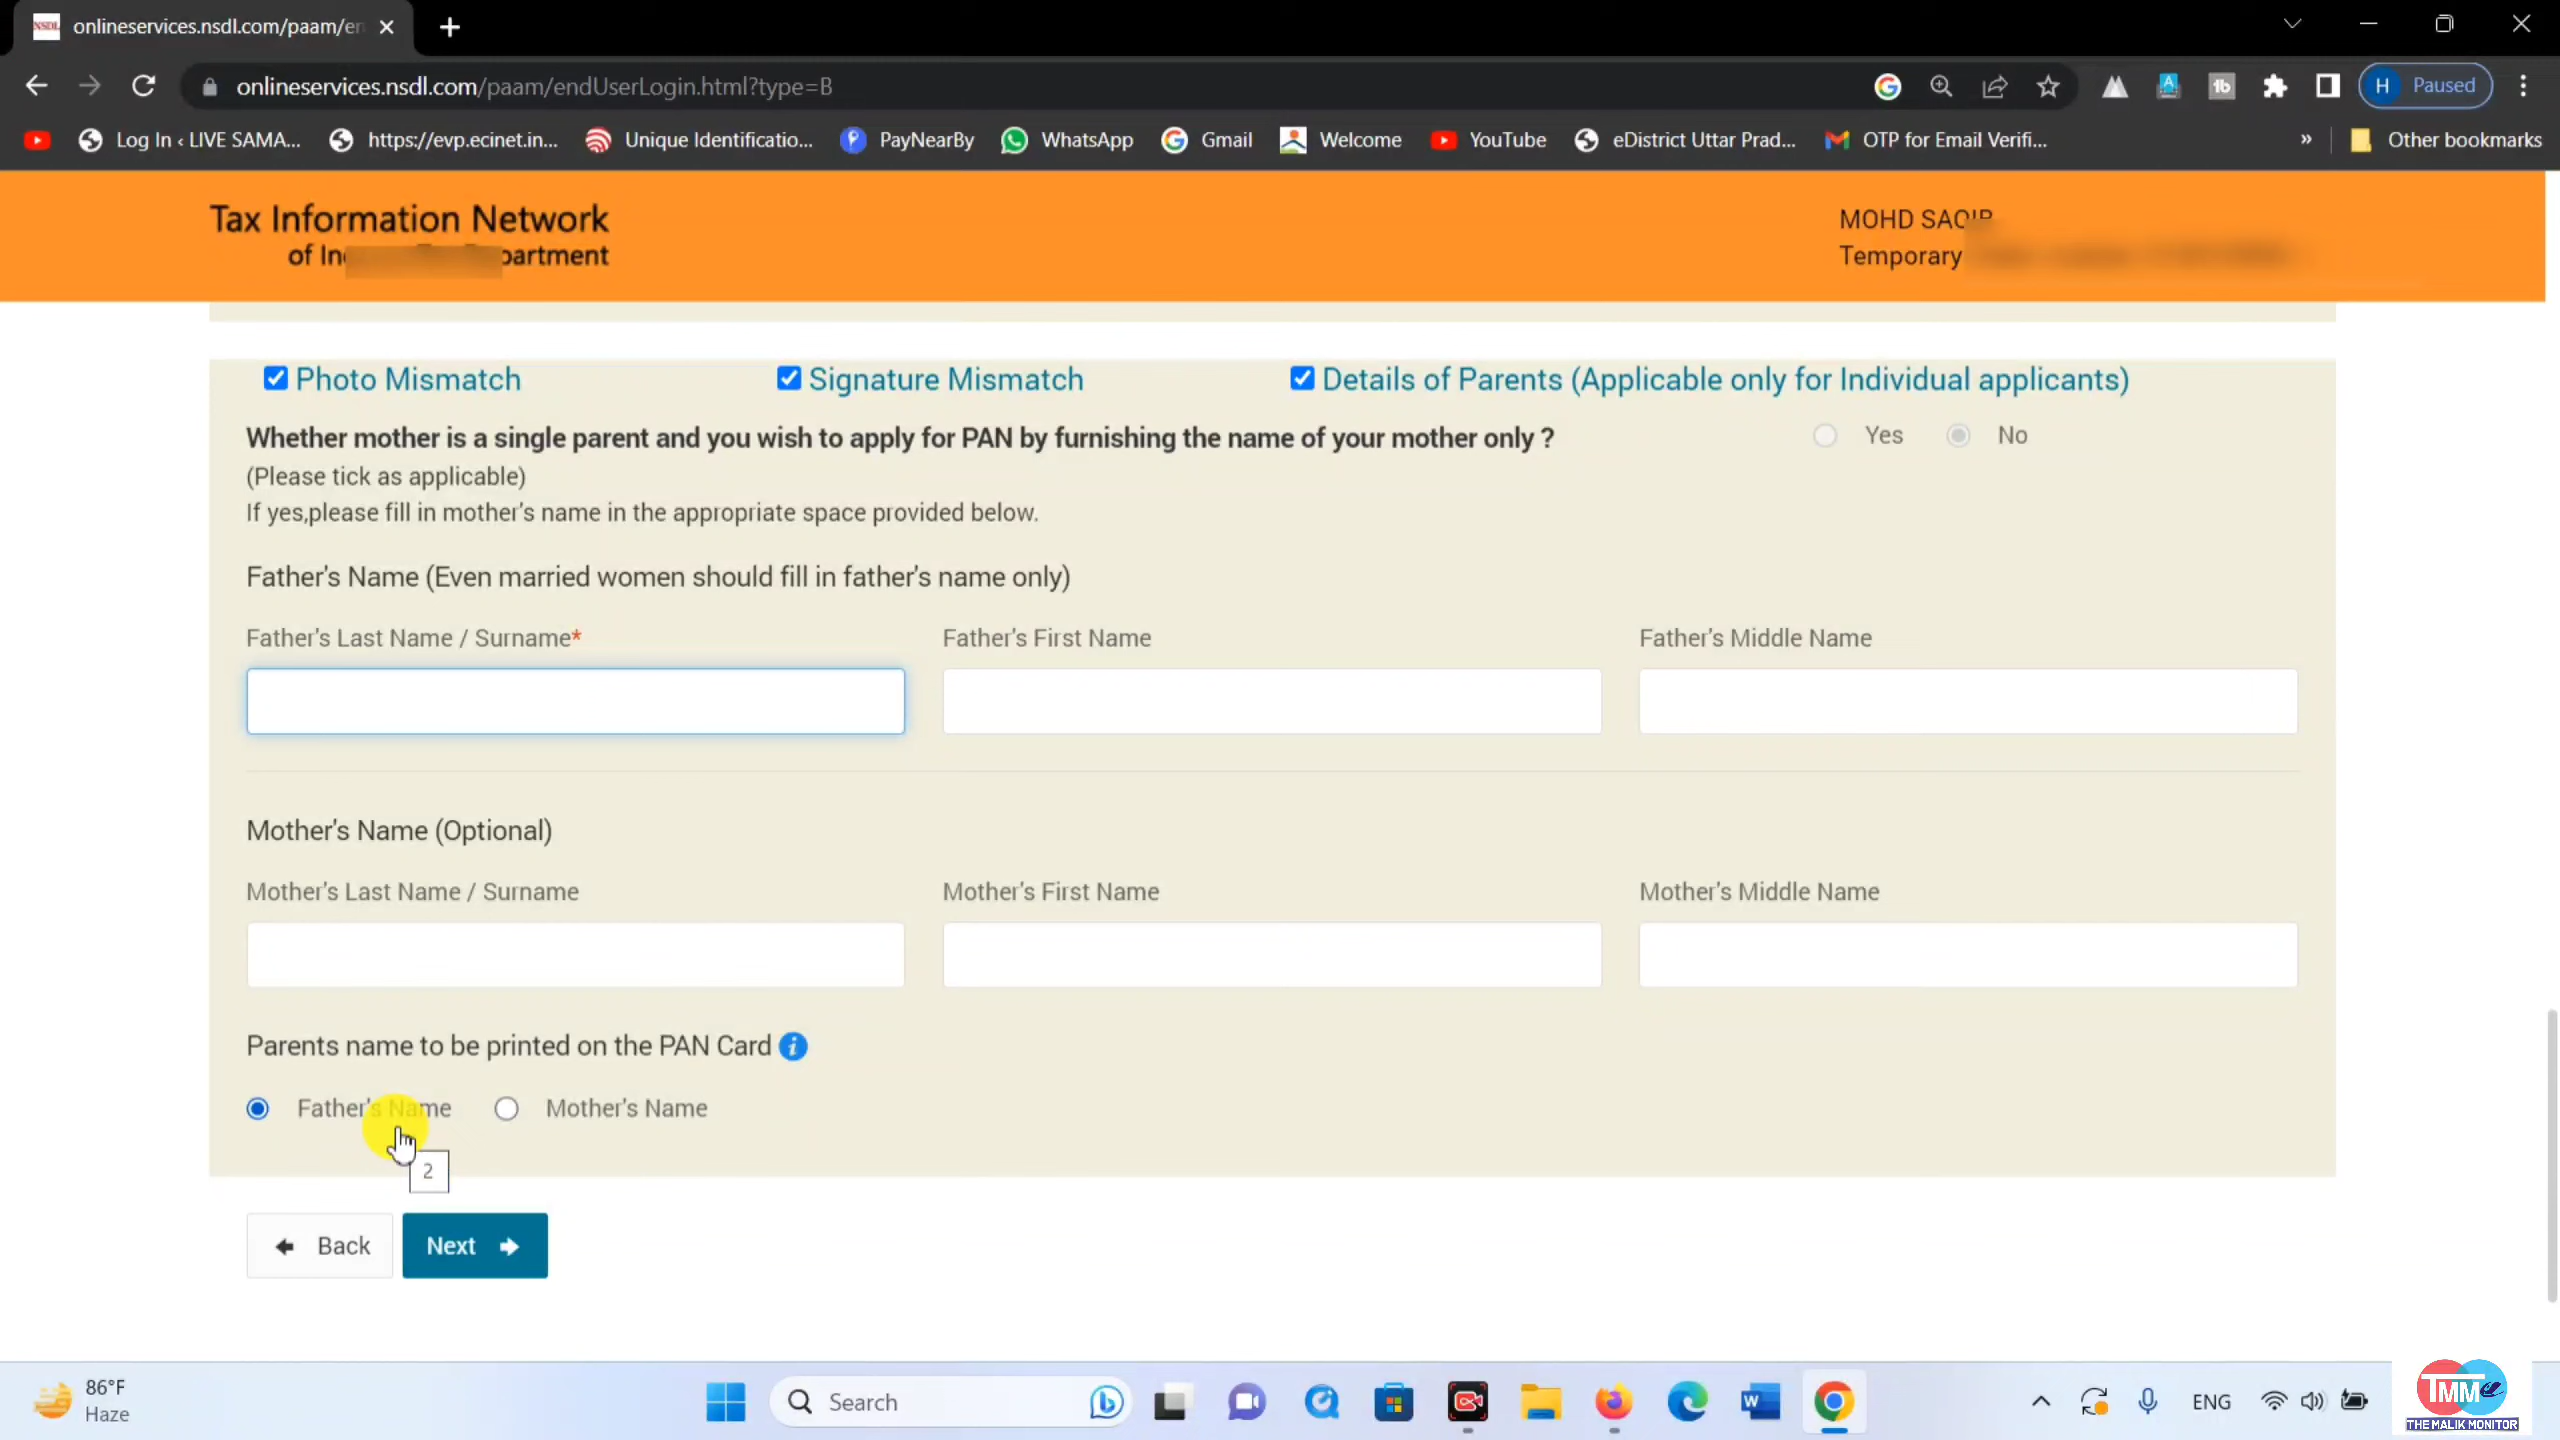 onlineservices.nsdl.com/paam/en
onlineservices.nsdl.com/paam/endUserLogin.html?type=B
H Paused
Log In ‹ LIVE SAMA...
https://evp.ecinet.in...
Unique Identificatio...
PayNearBy
WhatsApp
Gmail
Welcome
YouTube
eDistrict Uttar Prad...
OTP for Email Verifi...
»
Other bookmarks
Tax Information Network
of In partment
MOHD SAQIB
Temporary
Photo Mismatch
Signature Mismatch
Details of Parents (Applicable only for Individual applicants)
Whether mother is a single parent and you wish to apply for PAN by furnishing the name of your mother only ?
Yes
No
(Please tick as applicable)
If yes,please fill in mother's name in the appropriate space provided below.
Father's Name (Even married women should fill in father's name only)
Father's Last Name / Surname*
Father's First Name
Father's Middle Name
Mother's Name (Optional)
Mother's Last Name / Surname
Mother's First Name
Mother's Middle Name
Parents name to be printed on the PAN Card
Father's Name
Mother's Name
2
Back
Next
86°F
Haze
Search
ENG
TMM
THE MALIK MONITOR